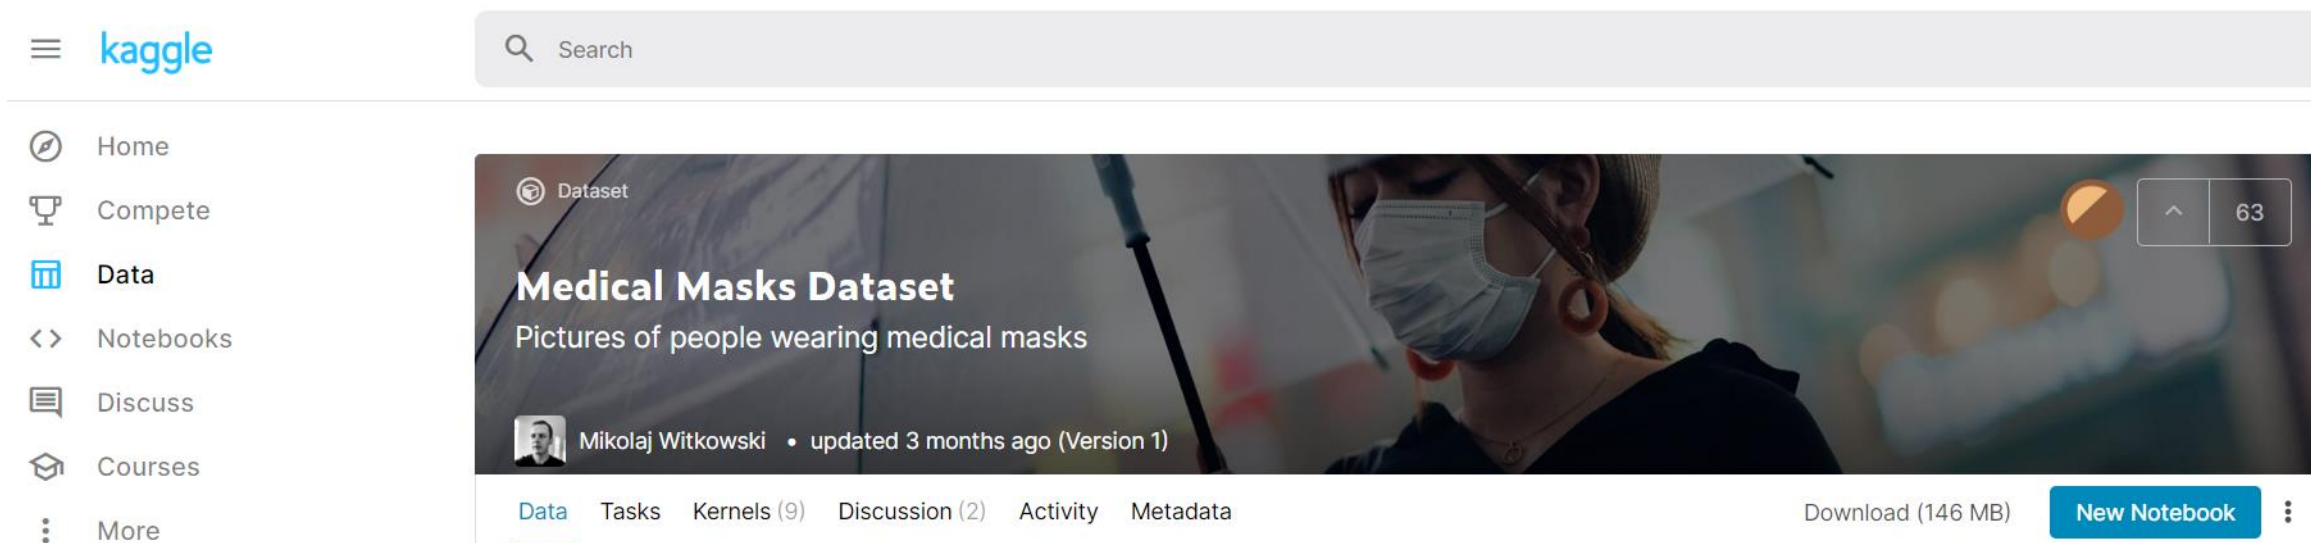 kaggle
Search
Home
Compete
Data
Notebooks
Discuss
Courses
More
Dataset
63
Medical Masks Dataset
Pictures of people wearing medical masks
Mikolaj Witkowski • updated 3 months ago (Version 1)
Data Tasks Kernels (9) Discussion (2) Activity Metadata
Download (146 MB) New Notebook